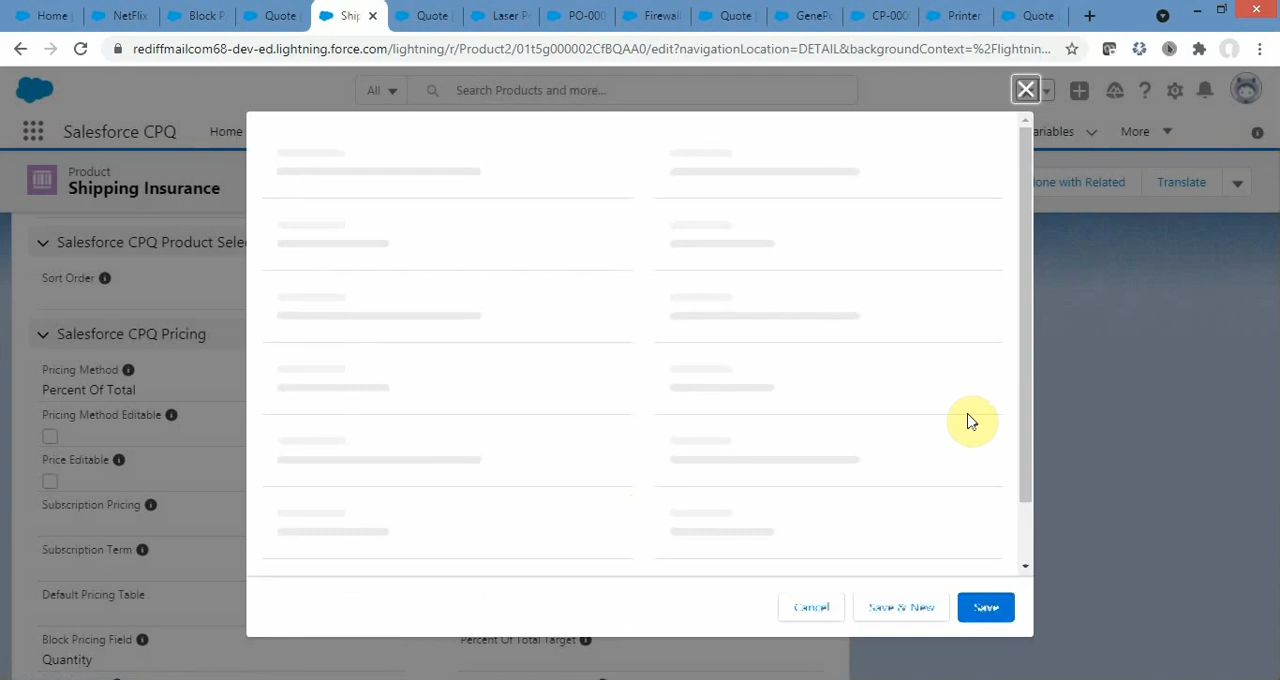 Home
NetFlix
Block P
Quote
Ship
Quote
Laser P
PO-000
Firewall
Quote
GenePo
CP-000
Printer
Quote
rediffmailcom68-dev-ed.lightning.force.com/lightning/r/Product2/01t5g000002CfBQAA0/edit?navigationLocation=DETAIL&backgroundContext=%2Flightnin...
All
Search Products and more...
Salesforce CPQ
Home
ariables
More
Product
Shipping Insurance
lone with Related
Translate
Salesforce CPQ Product Sele
Sort Order
Salesforce CPQ Pricing
Pricing Method
Percent Of Total
Pricing Method Editable
Price Editable
Subscription Pricing
Subscription Term
Default Pricing Table
Cancel
Save & New
Save
Block Pricing Field
Percent Of Total Target
Quantity